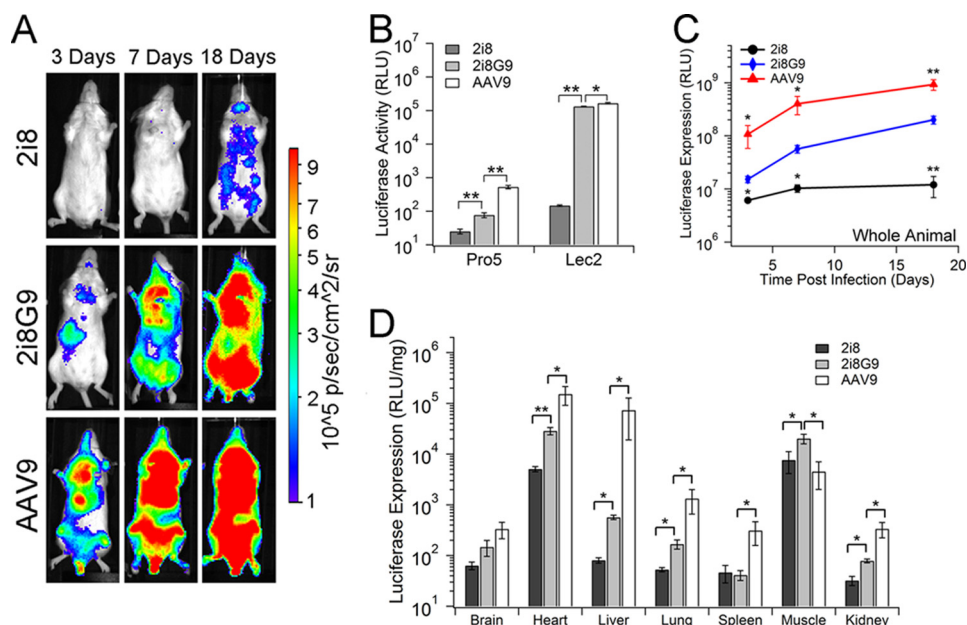 A
3 Days 7 Days 18 Days
2i8
2i8G9
AAV9
9
7
6
5
4
3
2
1
10^5 p/sec/cm^2/sr
B
2i8
2i8G9
AAV9
Luciferase Activity (RLU)
10^7
10^6
10^5
10^4
10^3
10^2
10^1
** ** ** *
Pro5 Lec2
C
2i8
2i8G9
AAV9
Luciferase Expression (RLU)
10^9
10^8
10^7
10^6
* * **
* * **
Whole Animal
0 5 10 15 20
Time Post Infection (Days)
D
2i8
2i8G9
AAV9
Luciferase Expression (RLU/mg)
10^6
10^5
10^4
10^3
10^2
10^1
** * * * * * * * * * *
Brain Heart Liver Lung Spleen Muscle Kidney